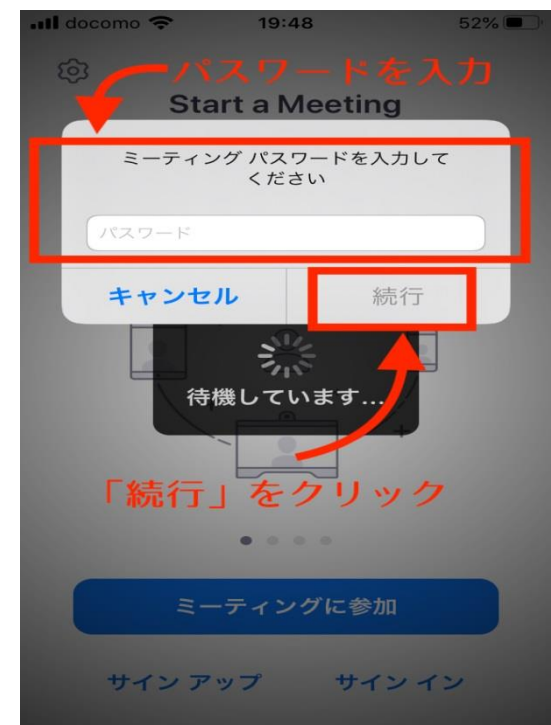 docomo 19:48 52%
パスワードを入力
Start a Meeting
ミーティング パスワードを入力して
ください
パスワード
キャンセル 続行
待機しています...
「続行」をクリック
ミーティングに参加
サイン アップ サイン イン